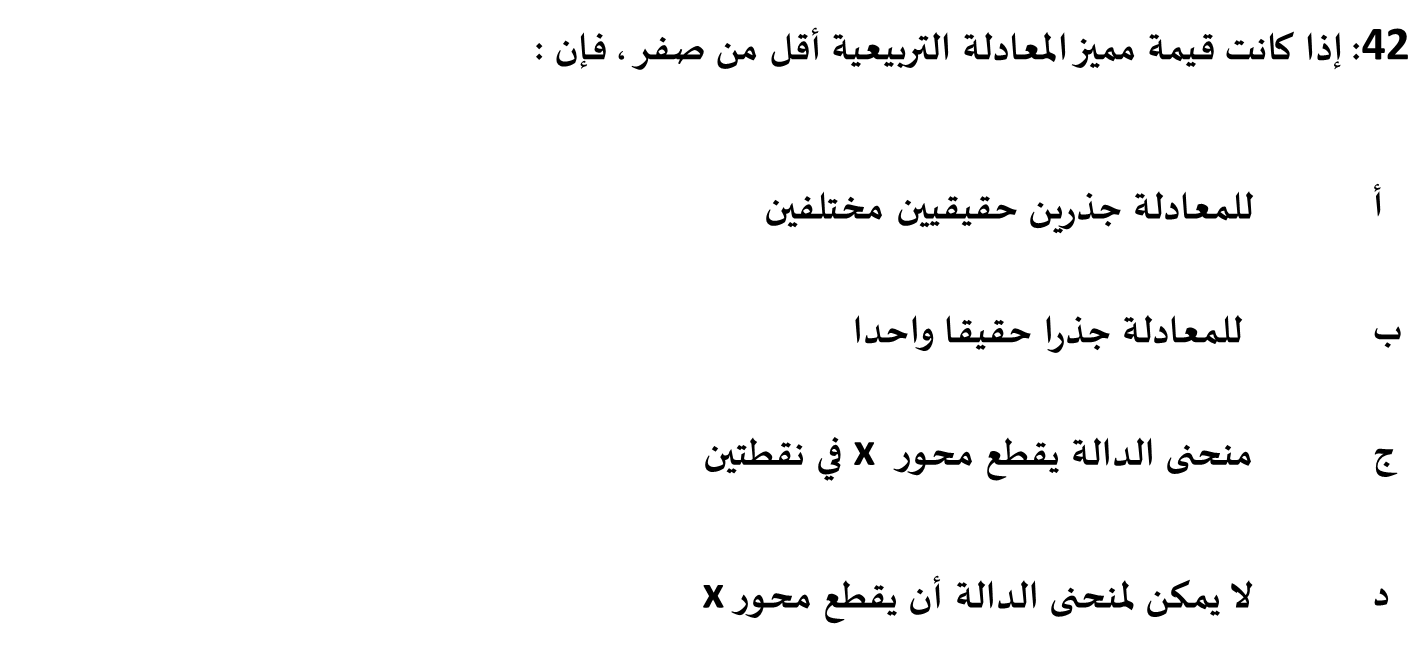 42: إذا كانت قيمة مميز المعادلة التربيعية أقل من صفر ، فإن :
أ للمعادلة جذرين حقيقيين مختلفين
ب للمعادلة جذرا حقيقا واحدا
ج منحنى الدالة يقطع محور x في نقطتين
د لا يمكن لمنحنى الدالة أن يقطع محور x